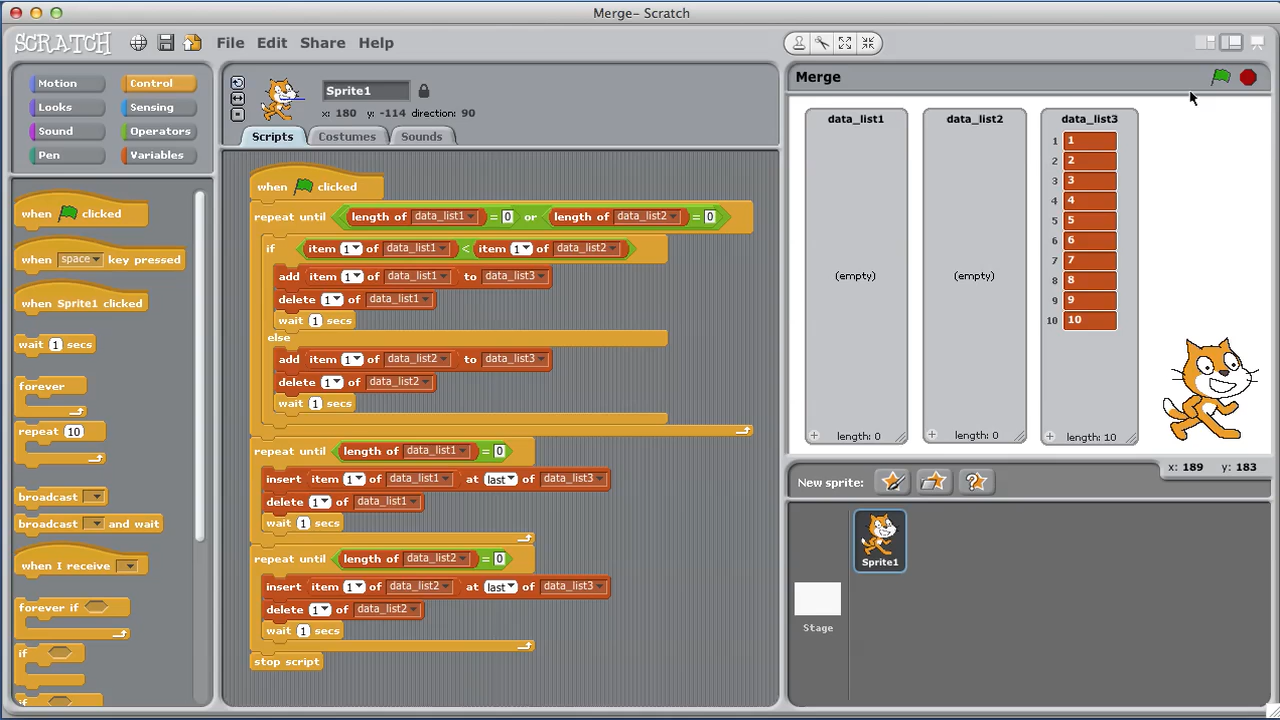 Merge- Scratch
SCRATCH File Edit Share Help
Motion Control
Looks Sensing
Sound Operators
Pen Variables
when clicked
when space key pressed
when Sprite1 clicked
wait 1 secs
forever
repeat 10
broadcast
broadcast and wait
when I receive
forever if
if
if
Sprite1
x: 180 y: -114 direction: 90
Scripts Costumes Sounds
when clicked
repeat until length of data_list1 = 0 or length of data_list2 = 0
if item 1 of data_list1 < item 1 of data_list2
add item 1 of data_list1 to data_list3
delete 1 of data_list1
wait 1 secs
else
add item 1 of data_list2 to data_list3
delete 1 of data_list2
wait 1 secs
repeat until length of data_list1 = 0
insert item 1 of data_list1 at last of data_list3
delete 1 of data_list1
wait 1 secs
repeat until length of data_list2 = 0
insert item 1 of data_list2 at last of data_list3
delete 1 of data_list2
wait 1 secs
stop script
Merge
data_list1
(empty)
+ length: 0
data_list2
(empty)
+ length: 0
data_list3
1 1
2 2
3 3
4 4
5 5
6 6
7 7
8 8
9 9
10 10
+ length: 10
x: 189 y: 183
New sprite: ?
Sprite1
Stage